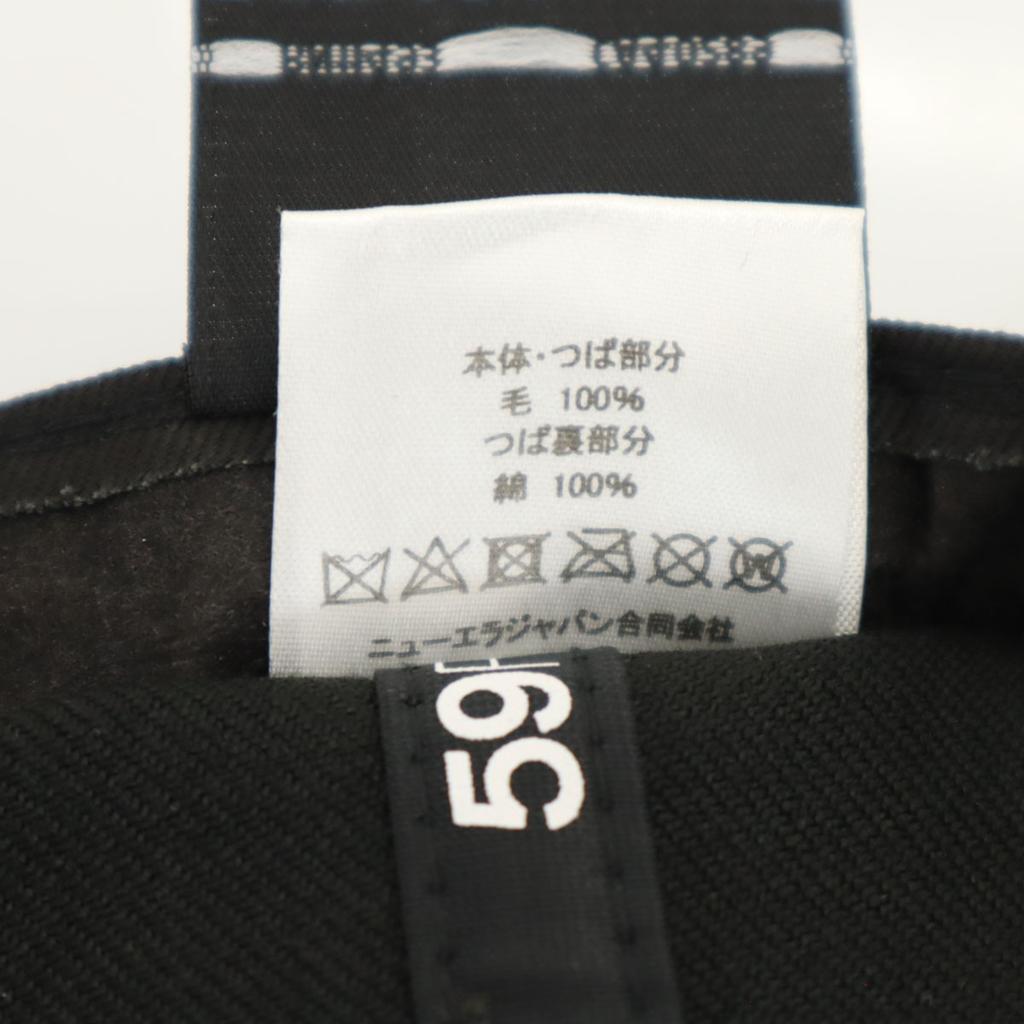 本体・つば部分
毛 100%
つば裏部分
綿 100%
ニューエラジャパン合同会社
59F